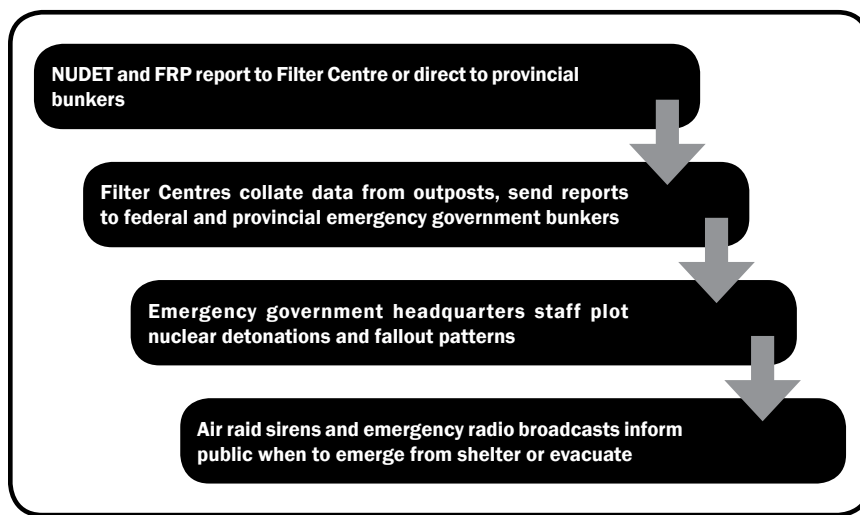 NUDET and FRP report to Filter Centre or direct to provincial
bunkers
Filter Centres collate data from outposts, send reports
to federal and provincial emergency government bunkers
Emergency government headquarters staff plot
nuclear detonations and fallout patterns
Air raid sirens and emergency radio broadcasts inform
public when to emerge from shelter or evacuate